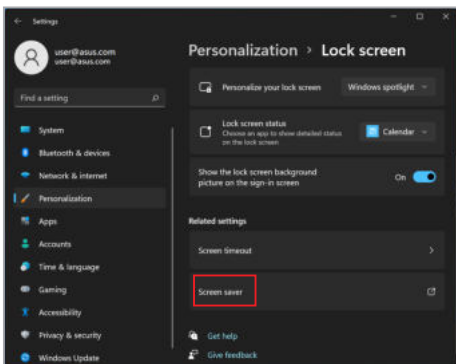 Settings
user@asus.com
user@asus.com
Find a setting
System
Bluetooth & devices
Network & internet
Personalization
Apps
Accounts
Time & language
Gaming
Accessibility
Privacy & security
Windows Update
Personalization > Lock screen
Personalize your lock screen
Windows spotlight
Lock screen status
Choose an app to show detailed status
on the lock screen
Calendar
Show the lock screen background
picture on the sign-in screen
On
Related settings
Screen timeout
Screen saver
Get help
Give feedback